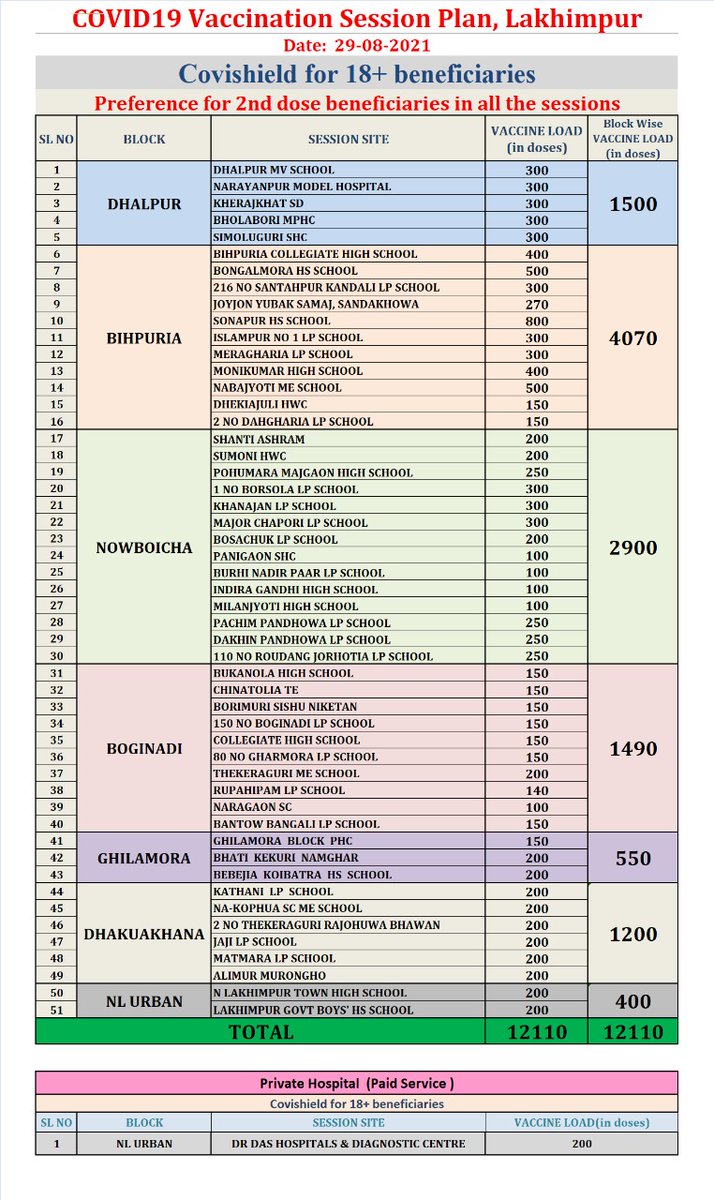 COVID19 Vaccination Session Plan, Lakhimpur
Date: 29-08-2021
Covishield for 18+ beneficiaries
Preference for 2nd dose beneficiaries in all the sessions
SL NO BLOCK SESSION SITE VACCINE LOAD (in doses) Block Wise VACCINE LOAD (in doses)
1 DHALPUR DHALPUR MV SCHOOL 300 1500
2 NARAYANPUR MODEL HOSPITAL 300
3 KHERAJKHAT SD 300
4 BHOLABORI MPHC 300
5 SIMOLUGURI SHC 300
6 BIHPURIA BIHPURIA COLLEGIATE HIGH SCHOOL 400 4070
7 BONGALMORA HS SCHOOL 500
8 216 NO SANTAHPUR KANDALI LP SCHOOL 300
9 JOYJON YUBAK SAMAJ, SANDAKHOWA 270
10 SONAPUR HS SCHOOL 800
11 ISLAMPUR NO 1 LP SCHOOL 300
12 MERAGHARIA LP SCHOOL 300
13 MONIKUMAR HIGH SCHOOL 400
14 NABAJYOTI ME SCHOOL 500
15 DHEKIAJULI HWC 150
16 2 NO DAHGHARIA LP SCHOOL 150
17 NOWBOICHA SHANTI ASHRAM 200 2900
18 SUMONI HWC 200
19 POHUMARA MAJGAON HIGH SCHOOL 250
20 1 NO BORSOLA LP SCHOOL 300
21 KHANAJAN LP SCHOOL 300
22 MAJOR CHAPORI LP SCHOOL 300
23 BOSACHUK LP SCHOOL 200
24 PANIGAON SHC 100
25 BURHI NADIR PAAR LP SCHOOL 100
26 INDIRA GANDHI HIGH SCHOOL 100
27 MILANJYOTI HIGH SCHOOL 100
28 PACHIM PANDHOWA LP SCHOOL 250
29 DAKHIN PANDHOWA LP SCHOOL 250
30 110 NO ROUDANG JORHOTIA LP SCHOOL 250
31 BOGINADI BUKANOLA HIGH SCHOOL 150 1490
32 CHINATOLIA TE 150
33 BORIMURI SISHU NIKETAN 150
34 150 NO BOGINADI LP SCHOOL 150
35 COLLEGIATE HIGH SCHOOL 150
36 80 NO GHARMORA LP SCHOOL 150
37 THEKERAGURI ME SCHOOL 200
38 RUPAHIPAM LP SCHOOL 140
39 NARAGAON SC 100
40 BANTOW BANGALI LP SCHOOL 150
41 GHILAMORA GHILAMORA BLOCK PHC 150 550
42 BHATI KEKURI NAMGHAR 200
43 BEBEJIA KOIBATRA HS SCHOOL 200
44 DHAKUAKHANA KATHANI LP SCHOOL 200 1200
45 NA-KOPHUA SC ME SCHOOL 200
46 2 NO THEKERAGURI RAJOHUWA BHAWAN 200
47 JAJI LP SCHOOL 200
48 MATMARA LP SCHOOL 200
49 ALIMUR MURONGHO 200
50 NL URBAN N LAKHIMPUR TOWN HIGH SCHOOL 200 400
51 LAKHIMPUR GOVT BOYS' HS SCHOOL 200
TOTAL 12110 12110
Private Hospital (Paid Service )
Covishield for 18+ beneficiaries
SL NO BLOCK SESSION SITE VACCINE LOAD(in doses)
1 NL URBAN DR DAS HOSPITALS & DIAGNOSTIC CENTRE 200